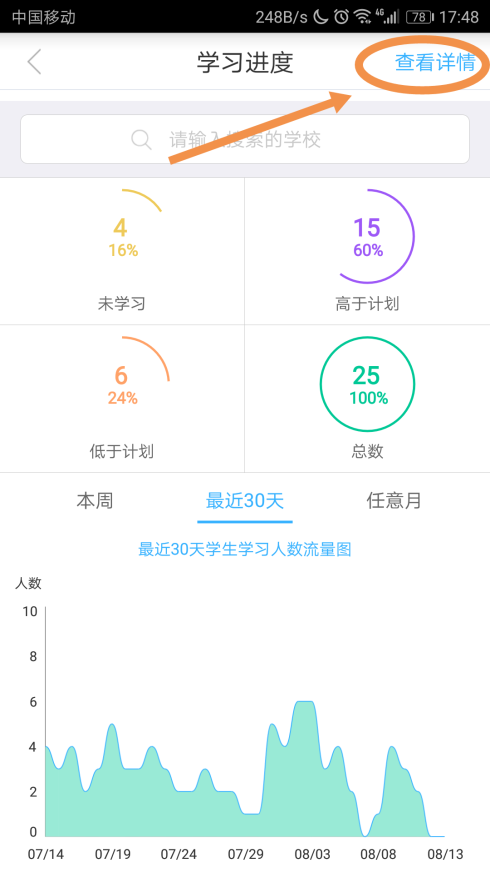 中国移动 248B/s 4G 78 17:48
学习进度 查看详情
请输入搜索的学校
4 15
16% 60%
未学习 高于计划
6 25
24% 100%
低于计划 总数
本周 最近30天 任意月
最近30天学生学习人数流量图
人数
10
8
6
4
2
0
07/14 07/19 07/24 07/29 08/03 08/08 08/13